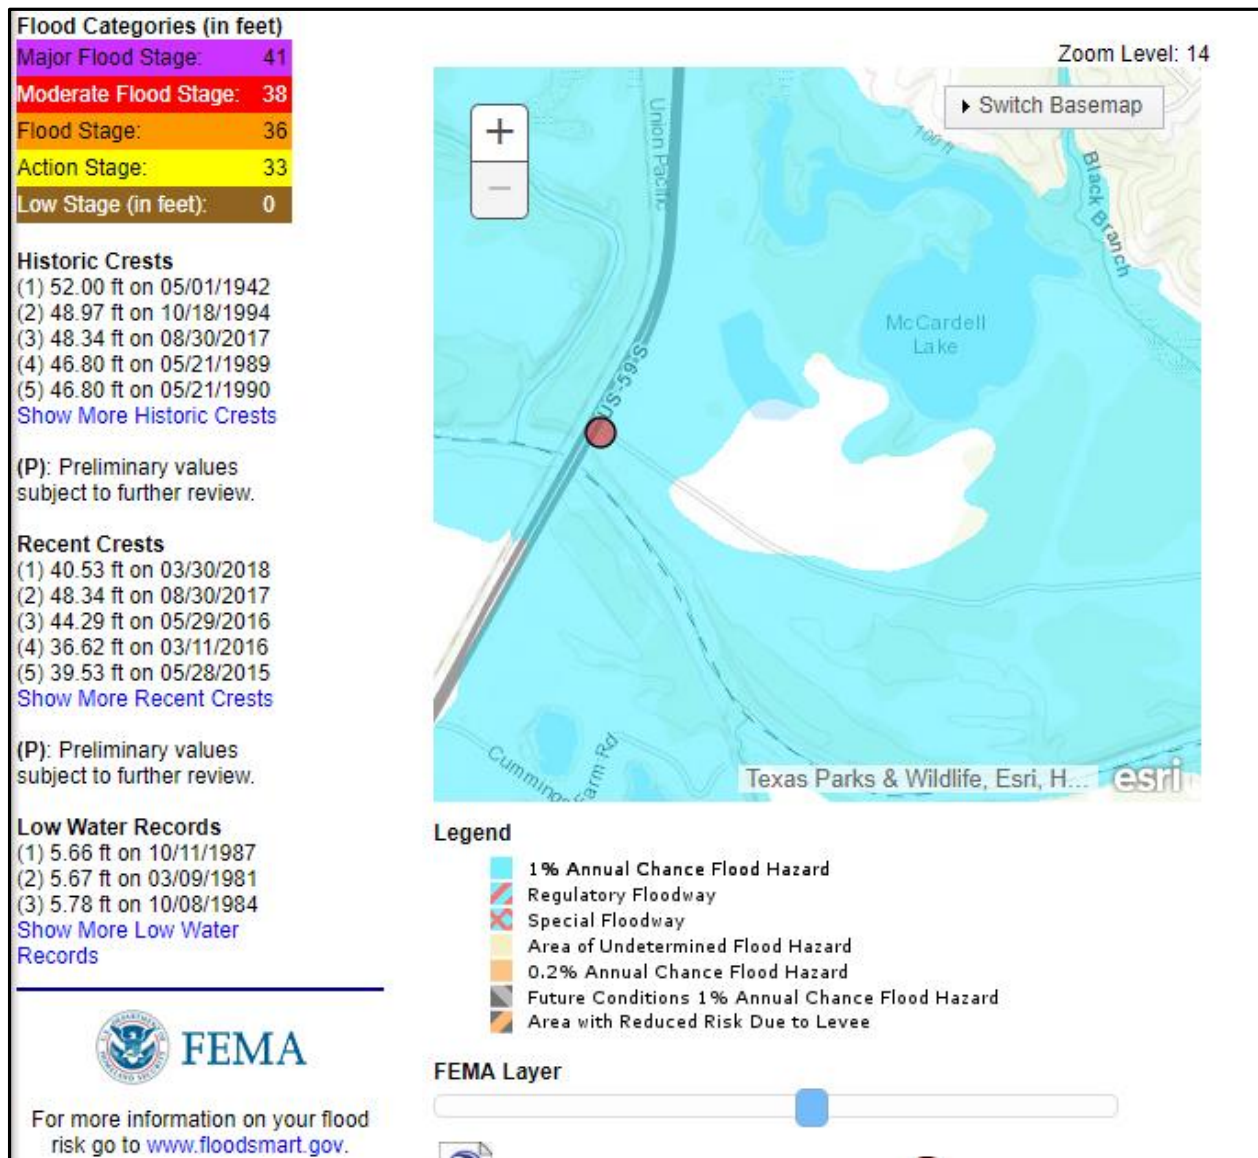 Flood Categories (in feet)
Major Flood Stage: 41
Moderate Flood Stage: 38
Flood Stage: 36
Action Stage: 33
Low Stage (in feet): 0
Historic Crests
(1) 52.00 ft on 05/01/1942
(2) 48.97 ft on 10/18/1994
(3) 48.34 ft on 08/30/2017
(4) 46.80 ft on 05/21/1989
(5) 46.80 ft on 05/21/1990
Show More Historic Crests
(P): Preliminary values
subject to further review.
Recent Crests
(1) 40.53 ft on 03/30/2018
(2) 48.34 ft on 08/30/2017
(3) 44.29 ft on 05/29/2016
(4) 36.62 ft on 03/11/2016
(5) 39.53 ft on 05/28/2015
Show More Recent Crests
(P): Preliminary values
subject to further review.
Low Water Records
(1) 5.66 ft on 10/11/1987
(2) 5.67 ft on 03/09/1981
(3) 5.78 ft on 10/08/1984
Show More Low Water
Records
FEMA
For more information on your flood
risk go to www.floodsmart.gov.
Zoom Level: 14
+
−
Switch Basemap
Union Pacific
100 ft
Black Branch
McCardell
Lake
US-59-S
Cummings
Farm Rd
Texas Parks & Wildlife, Esri, H...
esri
Legend
1% Annual Chance Flood Hazard
Regulatory Floodway
Special Floodway
Area of Undetermined Flood Hazard
0.2% Annual Chance Flood Hazard
Future Conditions 1% Annual Chance Flood Hazard
Area with Reduced Risk Due to Levee
FEMA Layer